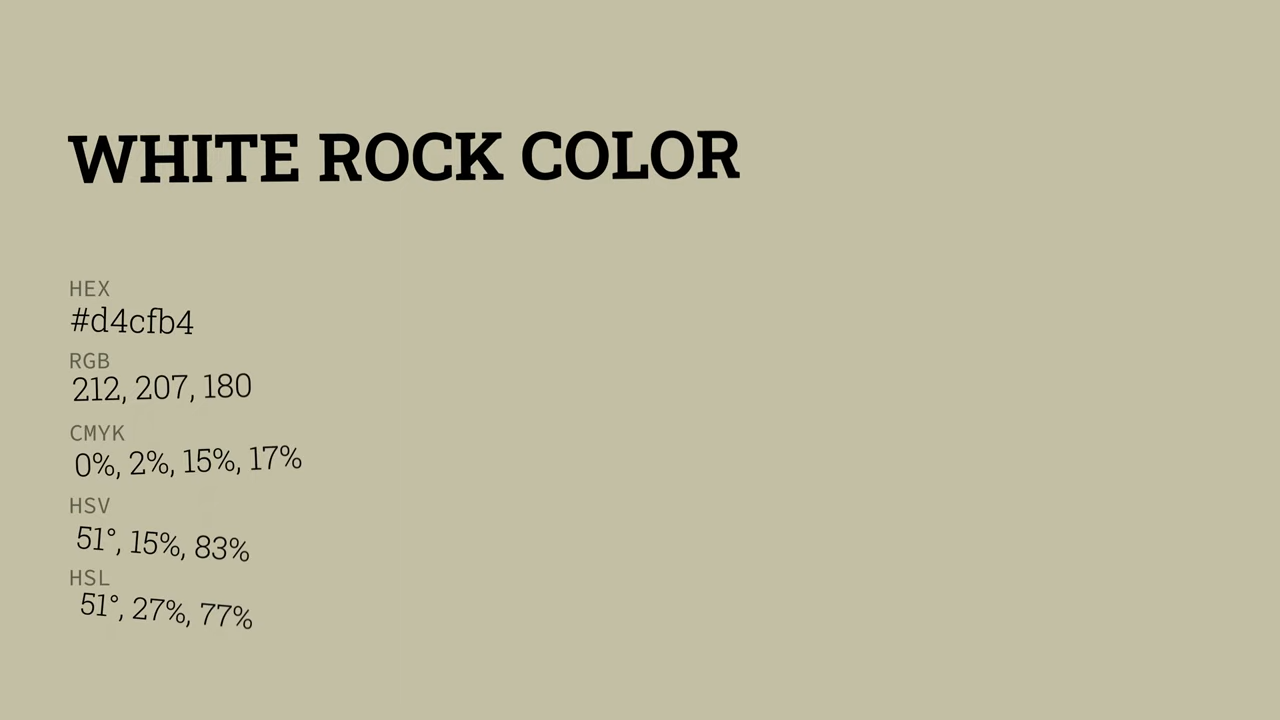 WHITE ROCK COLOR
HEX
#d4cfb4
RGB
212, 207, 180
CMYK
0%, 2%, 15%, 17%
HSV
51°, 15%, 83%
HSL
51°, 27%, 77%